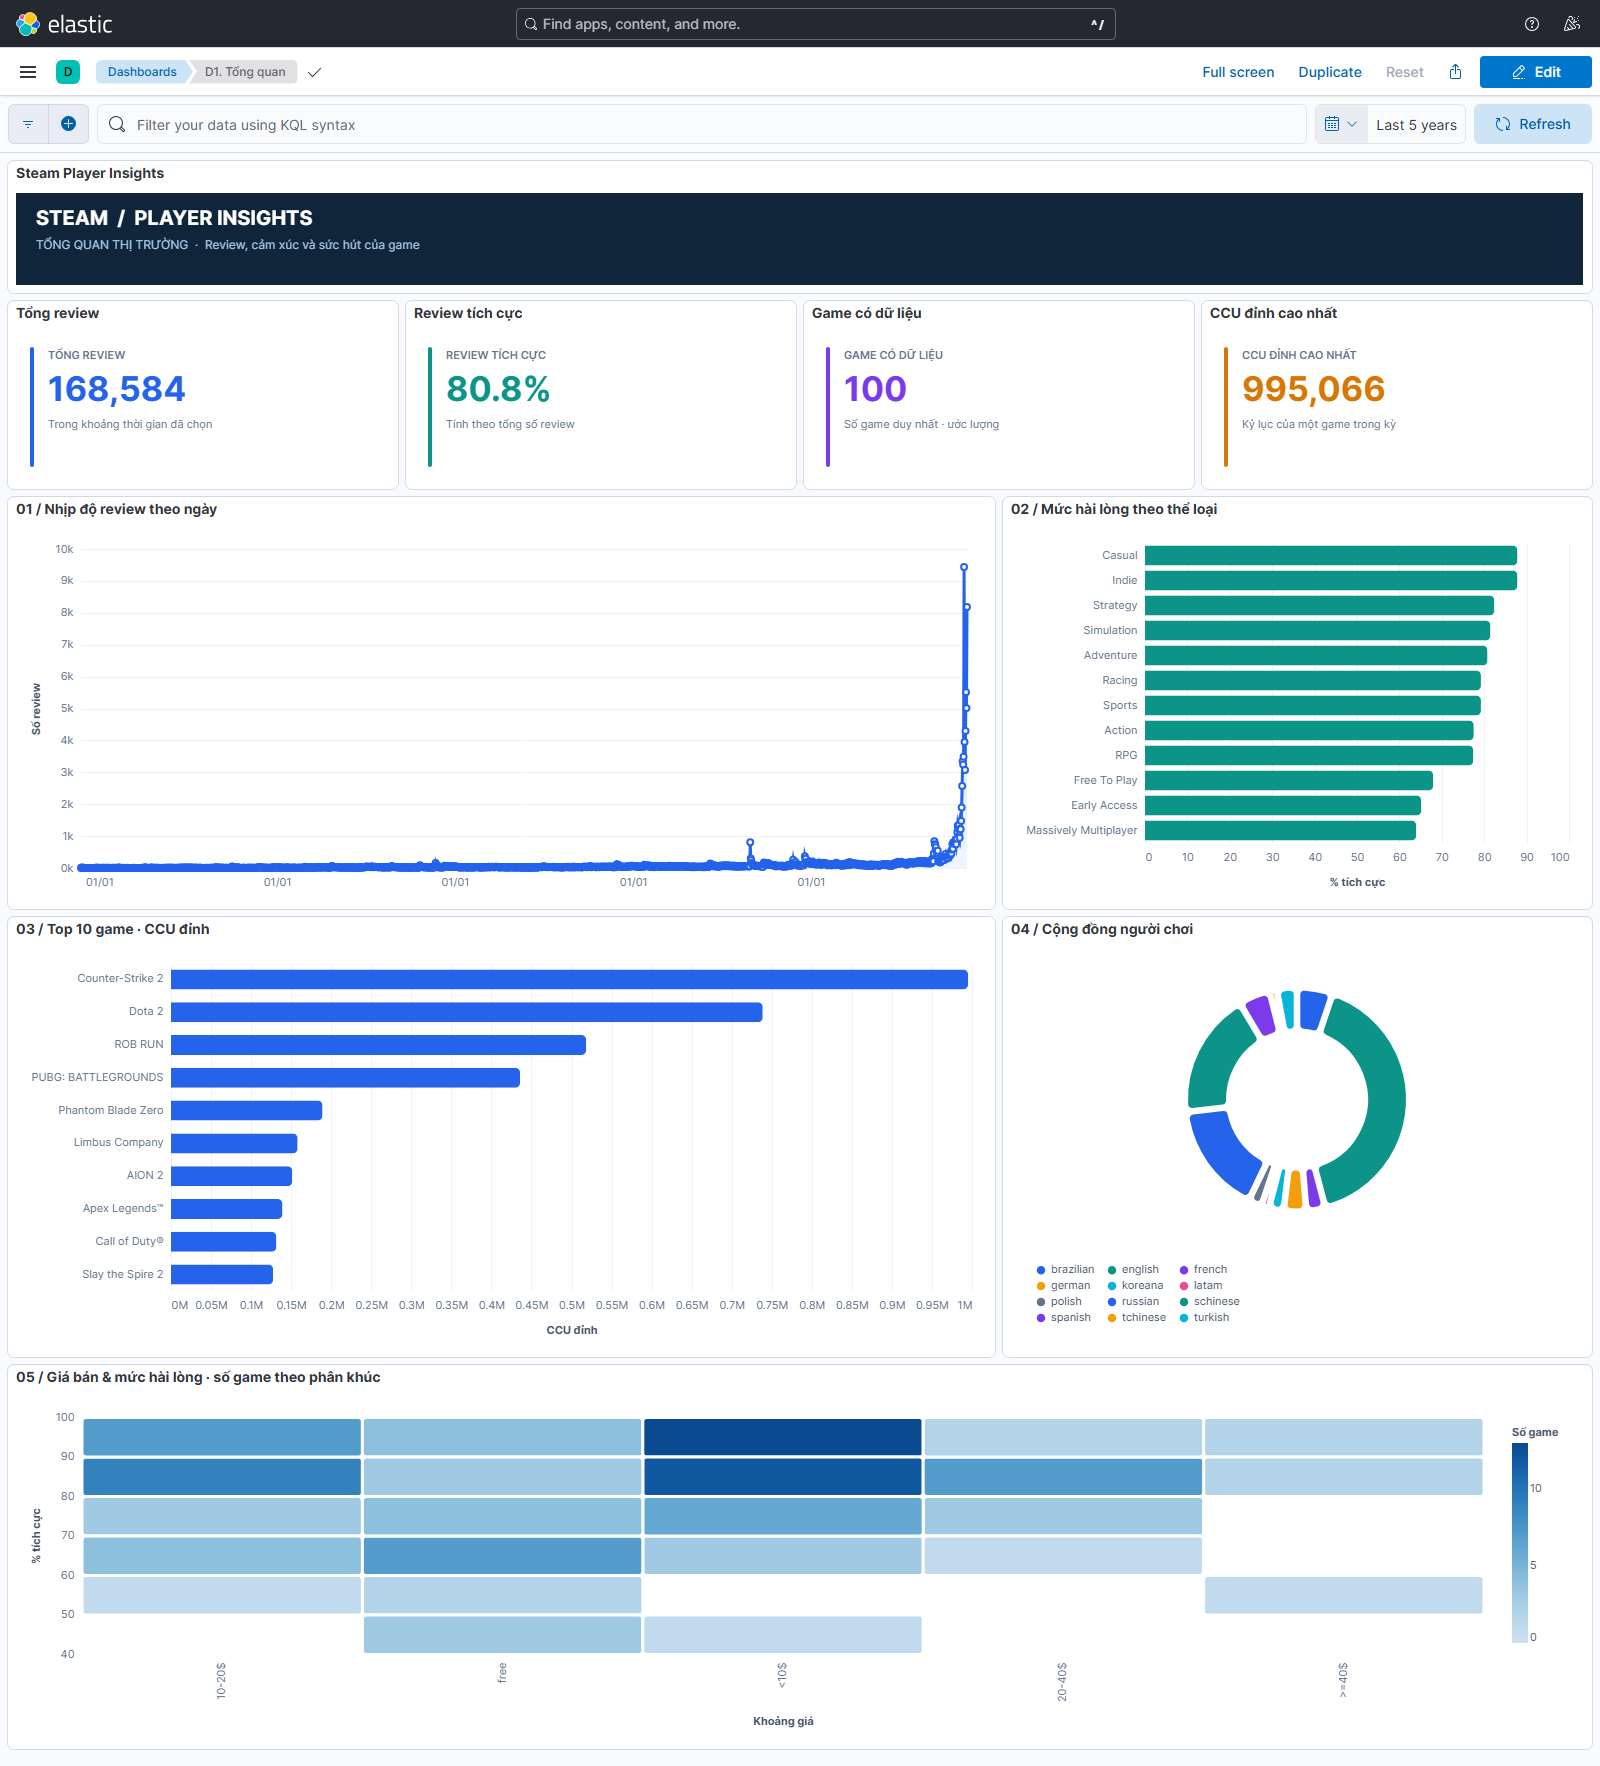 elastic
Find apps, content, and more.
^/
D
Dashboards
D1. Tổng quan
Full screen
Duplicate
Reset
Edit
Filter your data using KQL syntax
Last 5 years
Refresh
Steam Player Insights
STEAM / PLAYER INSIGHTS
TỔNG QUAN THỊ TRƯỜNG · Review, cảm xúc và sức hút của game
Tổng review
TỔNG REVIEW
168,584
Trong khoảng thời gian đã chọn
Review tích cực
REVIEW TÍCH CỰC
80.8%
Tính theo tổng số review
Game có dữ liệu
GAME CÓ DỮ LIỆU
100
Số game duy nhất · ước lượng
CCU đỉnh cao nhất
CCU ĐỈNH CAO NHẤT
995,066
Kỷ lục của một game trong kỳ
01 / Nhịp độ review theo ngày
Số review
10k
9k
8k
7k
6k
5k
4k
3k
2k
1k
0k
01/01
01/01
01/01
01/01
01/01
02 / Mức hài lòng theo thể loại
Casual
Indie
Strategy
Simulation
Adventure
Racing
Sports
Action
RPG
Free To Play
Early Access
Massively Multiplayer
0 10 20 30 40 50 60 70 80 90 100
% tích cực
03 / Top 10 game · CCU đỉnh
Counter-Strike 2
Dota 2
ROB RUN
PUBG: BATTLEGROUNDS
Phantom Blade Zero
Limbus Company
AION 2
Apex Legends™
Call of Duty®
Slay the Spire 2
0M 0.05M 0.1M 0.15M 0.2M 0.25M 0.3M 0.35M 0.4M 0.45M 0.5M 0.55M 0.6M 0.65M 0.7M 0.75M 0.8M 0.85M 0.9M 0.95M 1M
CCU đỉnh
04 / Cộng đồng người chơi
brazilian english french
german koreana latam
polish russian schinese
spanish tchinese turkish
05 / Giá bán & mức hài lòng · số game theo phân khúc
% tích cực
100
90
80
70
60
50
40
10-20$
free
<10$
20-40$
>=40$
Khoảng giá
Số game
10
5
0